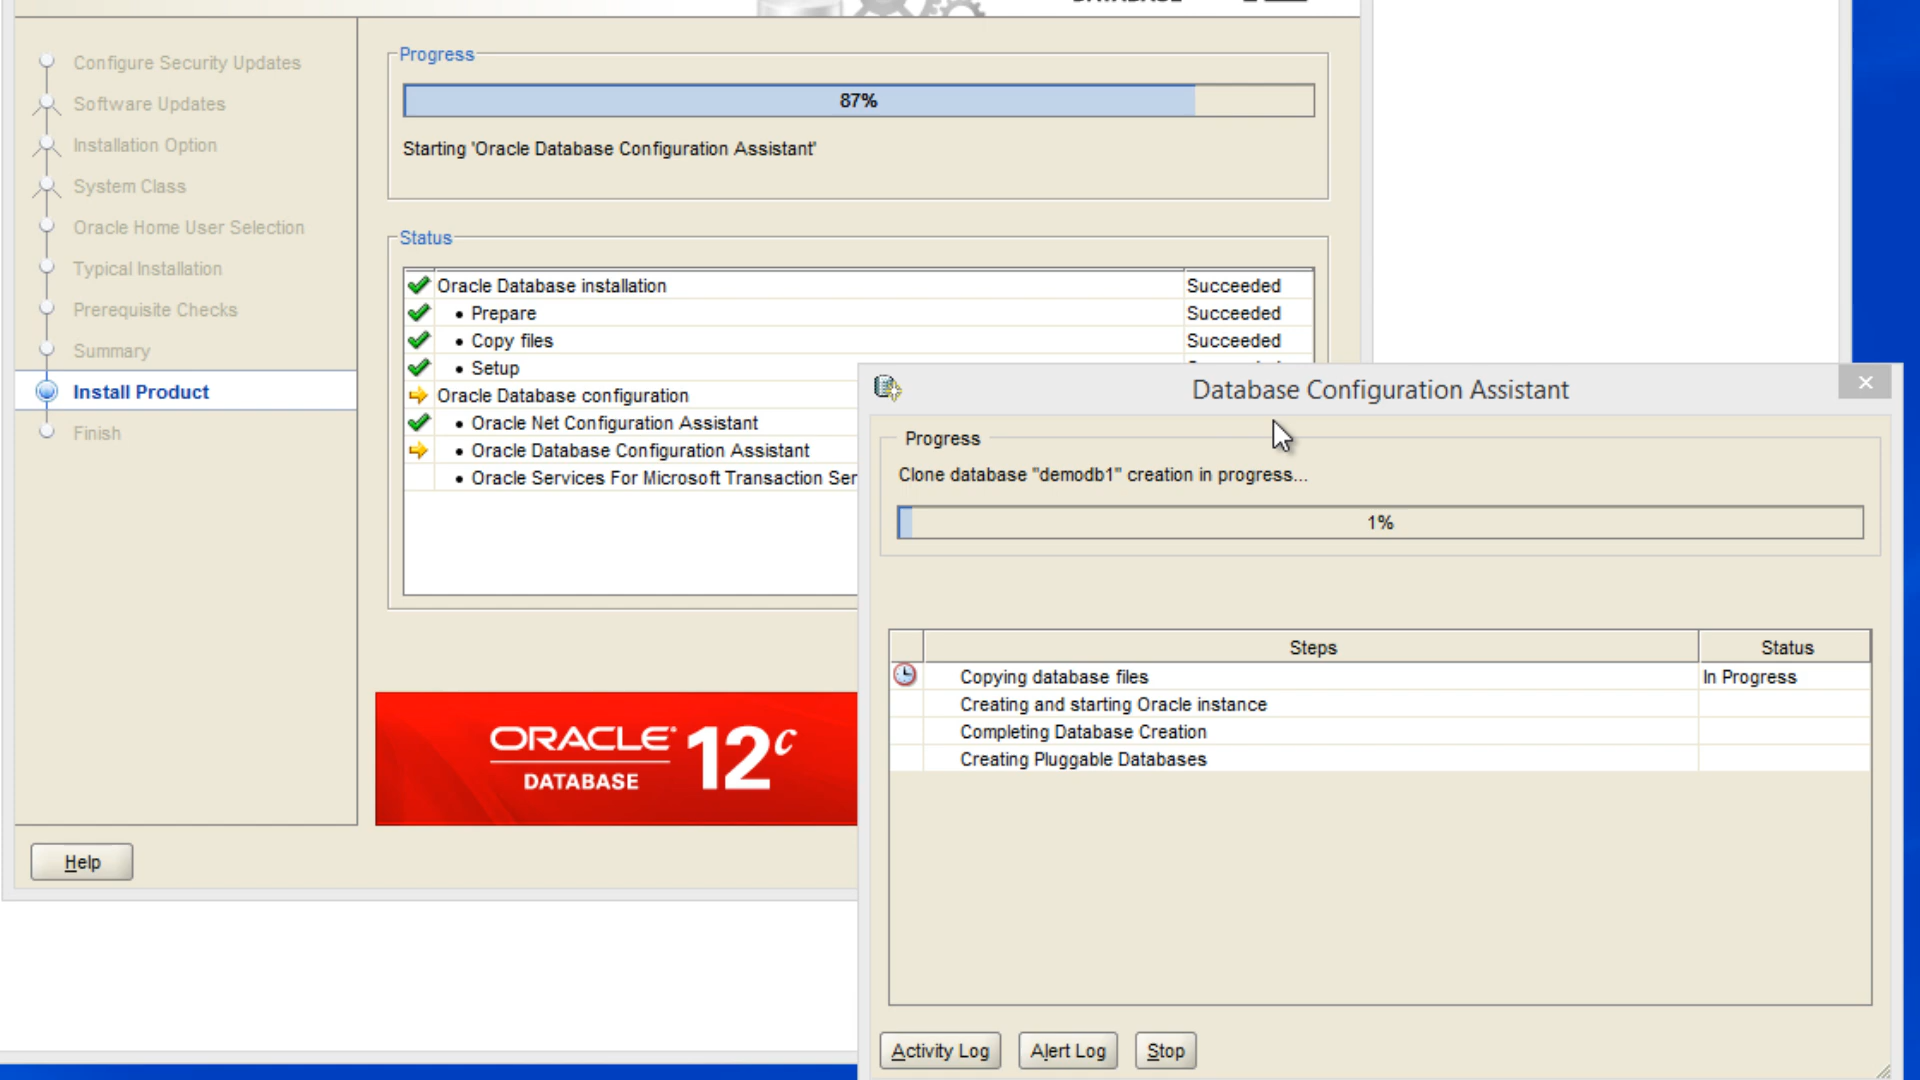 Configure Security Updates
Software Updates
Installation Option
System Class
Oracle Home User Selection
Typical Installation
Prerequisite Checks
Summary
Install Product
Finish
Help
Progress
87%
Starting 'Oracle Database Configuration Assistant'
Status
Oracle Database installation Succeeded
• Prepare Succeeded
• Copy files Succeeded
• Setup
Oracle Database configuration
• Oracle Net Configuration Assistant
• Oracle Database Configuration Assistant
• Oracle Services For Microsoft Transaction Ser
ORACLE® 12c
DATABASE
Database Configuration Assistant
Progress
Clone database "demodb1" creation in progress...
1%
Steps Status
Copying database files In Progress
Creating and starting Oracle instance
Completing Database Creation
Creating Pluggable Databases
Activity Log Alert Log Stop